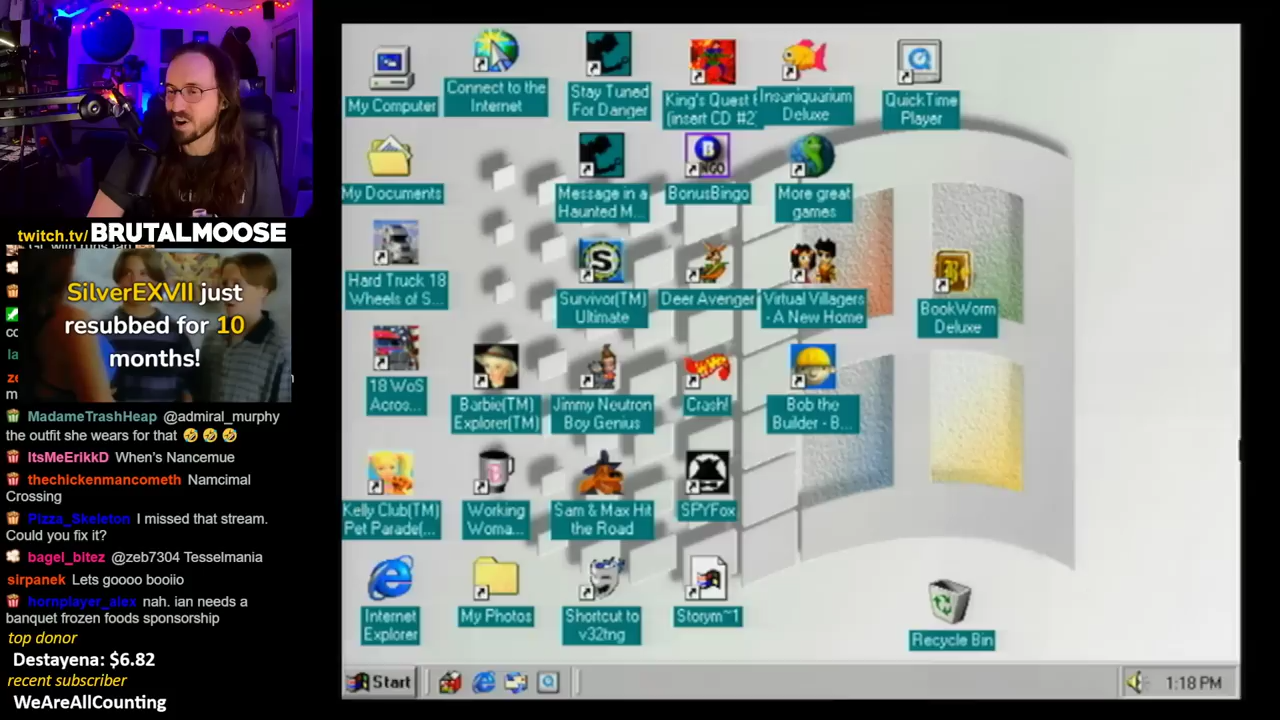 twitch.tv/BRUTALMOOSE
SilverEXVII just
resubbed for 10
months!
MadameTrashHeap @admiral_murphy
the outfit she wears for that 🤣 🤣 🤣
ItsMeErikkD When's Nancemue
thechickenmancometh Namcimal
Crossing
Pizza_Skeleton I missed that stream.
Could you fix it?
bagel_bitez @zeb7304 Tesselmania
sirpanek Lets goooo booiio
hornplayer_alex nah. ian needs a
banquet frozen foods sponsorship
top donor
Destayena: $6.82
recent subscriber
WeAreAllCounting
My Computer
Connect to the
Internet
Stay Tuned
For Danger
King's Quest
(insert CD #2)
Insaniquarium
Deluxe
QuickTime
Player
My Documents
Message in a
Haunted M...
BINGO
BonusBingo
More great
games
Hard Truck 18
Wheels of S...
S
Survivor(TM)
Ultimate
Deer Avenger
Virtual Villagers
- A New Home
B
BookWorm
Deluxe
18 WoS
Acros...
Barbie(TM)
Explorer(TM)
Jimmy Neutron
Boy Genius
Crash!
Bob the
Builder - B...
Kelly Club(TM)
Pet Parade(...
Working
Woma...
Sam & Max Hit
the Road
SPYFox
Internet
Explorer
My Photos
Shortcut to
v32tng
Storym~1
Recycle Bin
Start
1:18 PM